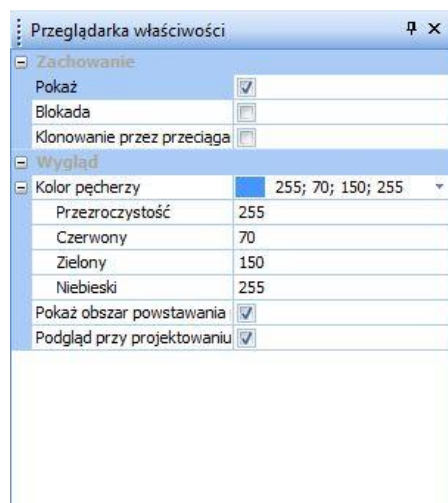 Przeglądarka właściwości
Zachowanie
Pokaż
Blokada
Klonowanie przez przeciąga
Wygląd
Kolor pęcherzy 255; 70; 150; 255
Przezroczystość 255
Czerwony 70
Zielony 150
Niebieski 255
Pokaż obszar powstawania
Podgląd przy projektowaniu